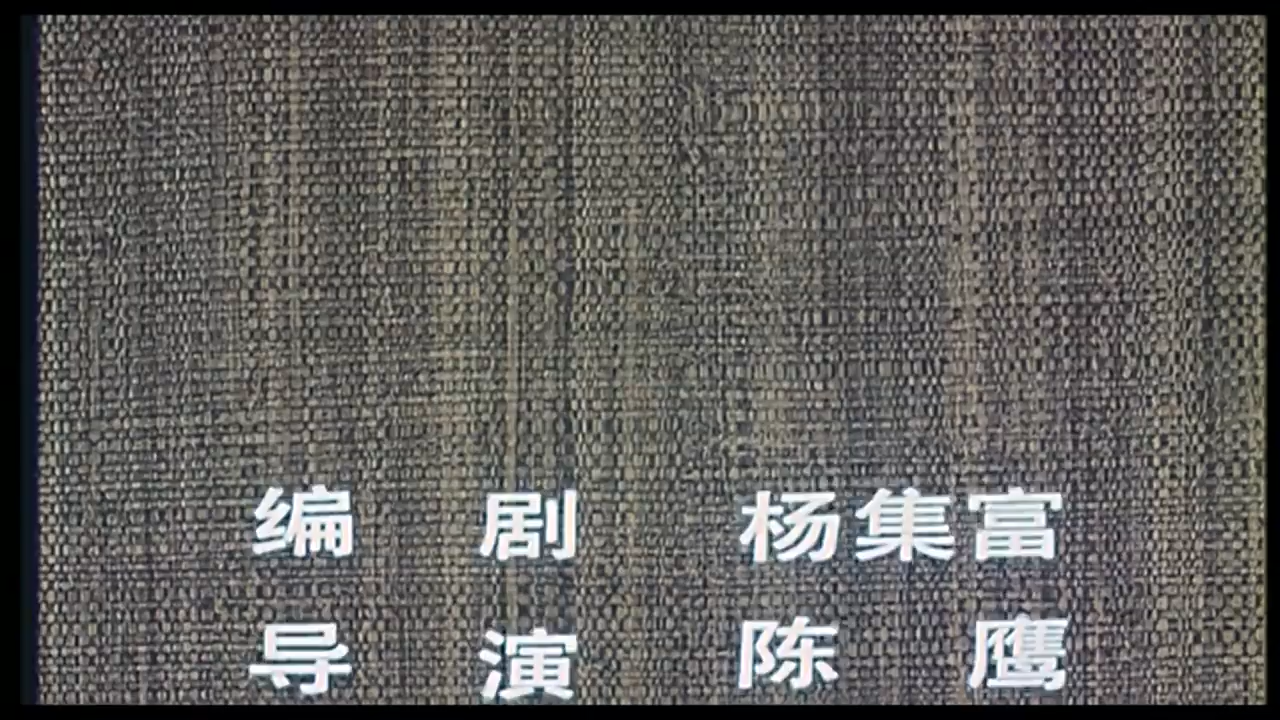 编 剧 杨集富
导 演 陈 鹰